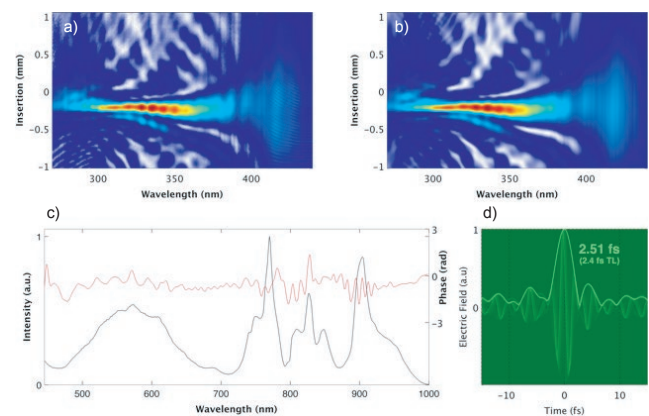 a)
b)
1
0.5
0
-0.5
-1
Insertion (mm)
300
350
400
Wavelength (nm)
1
0.5
0
-0.5
-1
Insertion (mm)
300
350
400
Wavelength (nm)
c)
1
0
Intensity (a.u.)
3
0
-3
Phase (rad)
500
600
700
800
900
1000
Wavelength (nm)
d)
2.51 fs
(2.4 fs TL)
1
0
Electric Field (a.u)
-10
0
10
Time (fs)